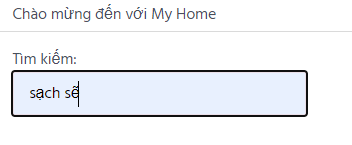 Chào mừng đến với My Home
Tìm kiếm:
sạch sẽ